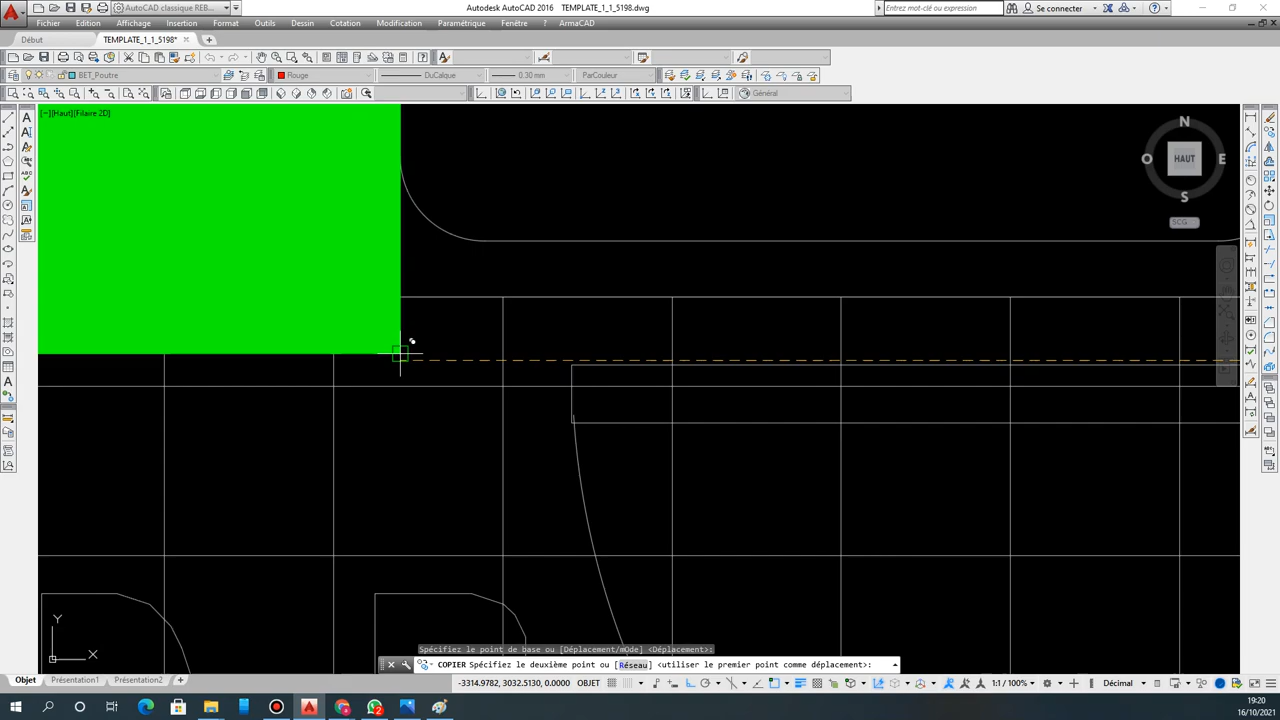 AutoCAD classique REB...
Autodesk AutoCAD 2016 TEMPLATE_1_1_5198.dwg
Entrez mot-clé ou expression
Se connecter
Fichier Edition Affichage Insertion Format Outils Dessin Cotation Modification Paramétrique Fenêtre ? ArmaCAD
Début TEMPLATE_1_1_5198*
BET_Poutre Rouge DuCalque 0.30 mm ParCouleur
Général
[−][Haut][Filaire 2D]
N
O HAUT E
S
SCG
Y
X
Spécifiez le point de base ou [Déplacement/mOde] <Déplacement>:
COPIER Spécifiez le deuxième point ou [Réseau] <utiliser le premier point comme déplacement>:
Objet Présentation1 Présentation2
-3314.9782, 3032.5130, 0.0000 OBJET 1:1 / 100% Décimal
19:20
16/10/2021